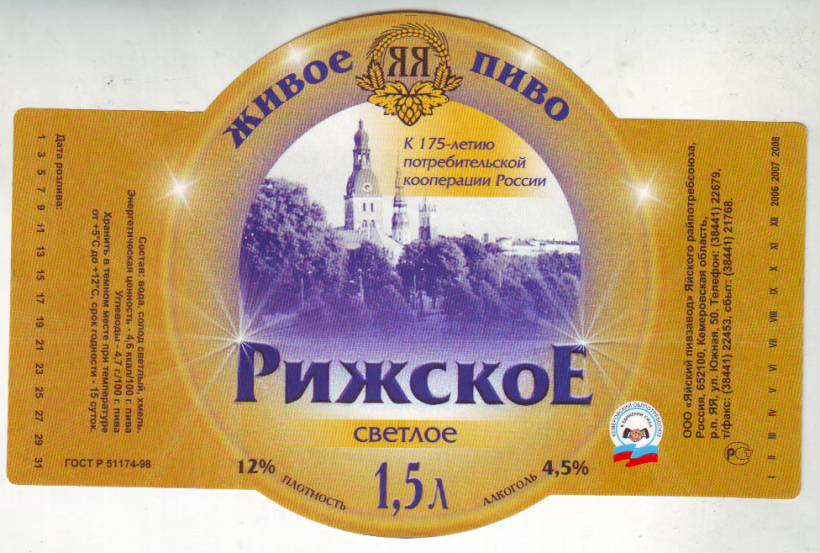 живое пиво
ЯЯ
К 175-летию
потребительской
кооперации России
РижскоЕ
светлое
12%
плотность
1,5л
алкоголь
4,5%
Дата розлива:
1 3 5 7 9 11 13 15 17 19 21 23 25 27 29 31
Состав: вода, солод светлый, хмель.
Энергетическая ценность - 4,6 ккал/100 г. пива
Углеводы - 4,7 г./100 г. пива
Хранить в темном месте при температуре
от +5°С до +12°С, срок годности - 15 суток.
ГОСТ Р 51174-98
ООО «Яйский пивзавод» Яйского райпотребсоюза,
Россия, 652100, Кемеровская область,
р.п. ЯЯ, ул. Южная, 50. Телефон: (38441) 22679,
т/факс: (38441) 22453, сбыт: (38441) 21768.
I II III IV V VI VII VIII IX X XI XII 2006 2007 2008